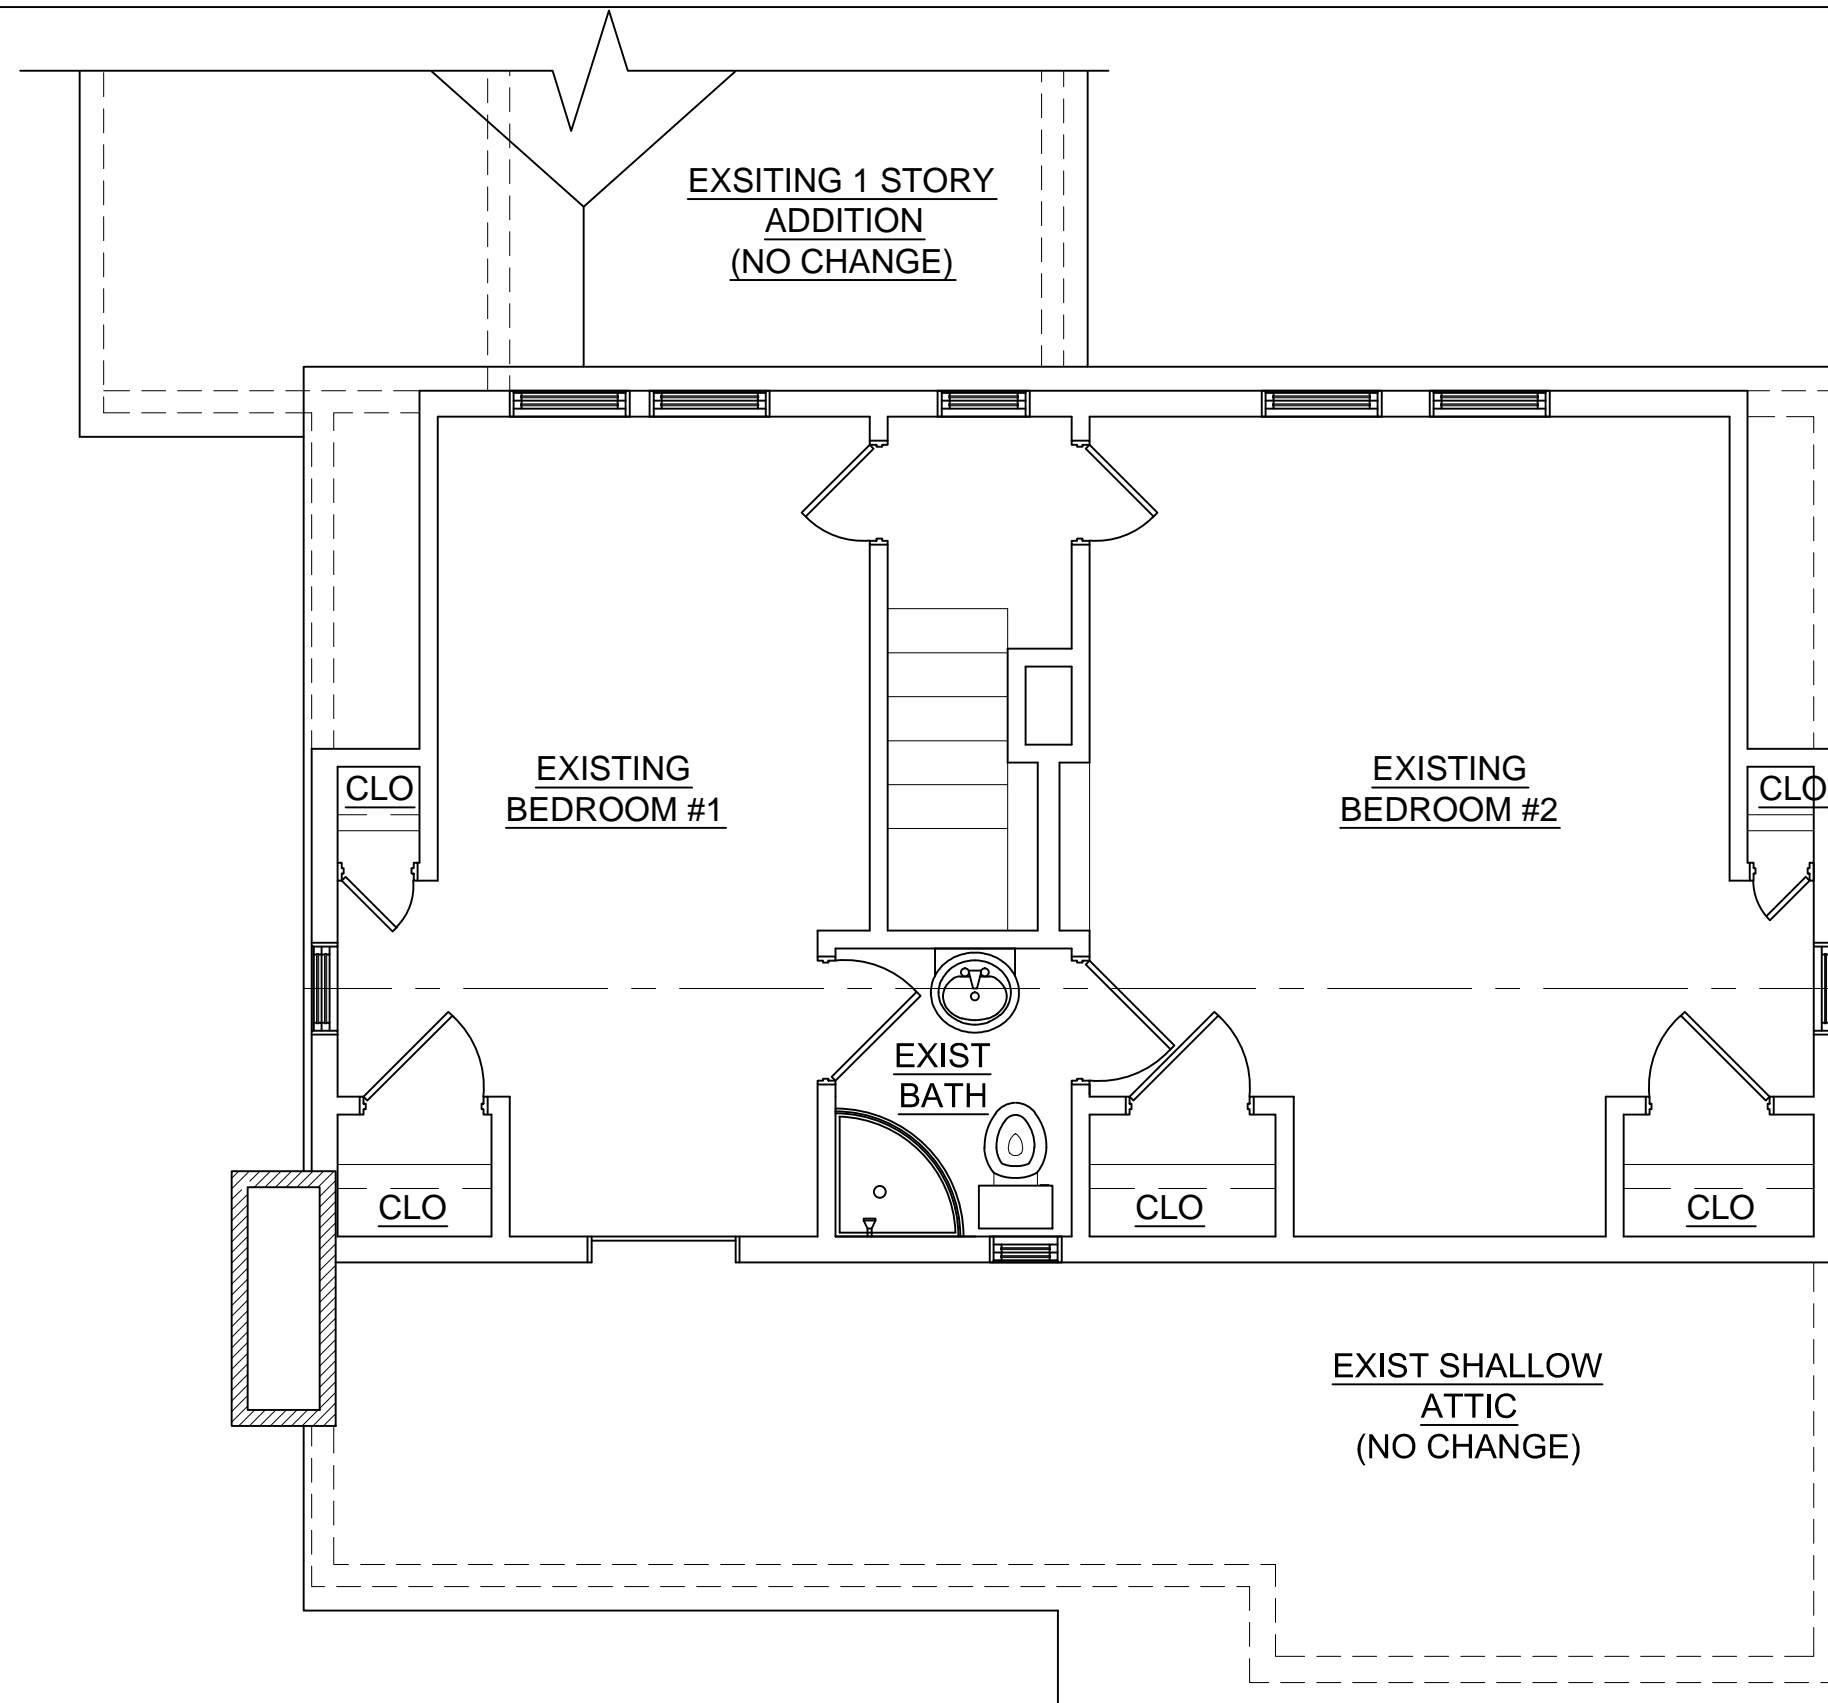 EXSITING 1 STORY
ADDITION
(NO CHANGE)
EXISTING
BEDROOM #1
EXISTING
BEDROOM #2
CLO
CLO
EXIST
BATH
CLO
CLO
CLO
EXIST SHALLOW
ATTIC
(NO CHANGE)